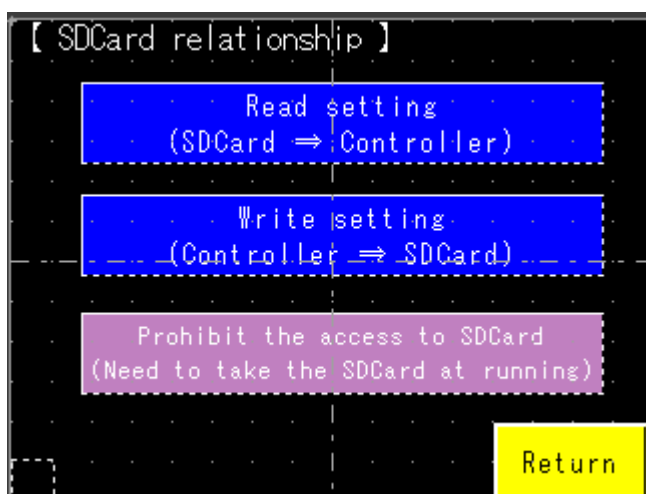 【 SDCard relationship 】
Read setting
(SDCard ⇒ Controller)
Write setting
(Controller ⇒ SDCard)
Prohibit the access to SDCard
(Need to take the SDCard at running)
Return